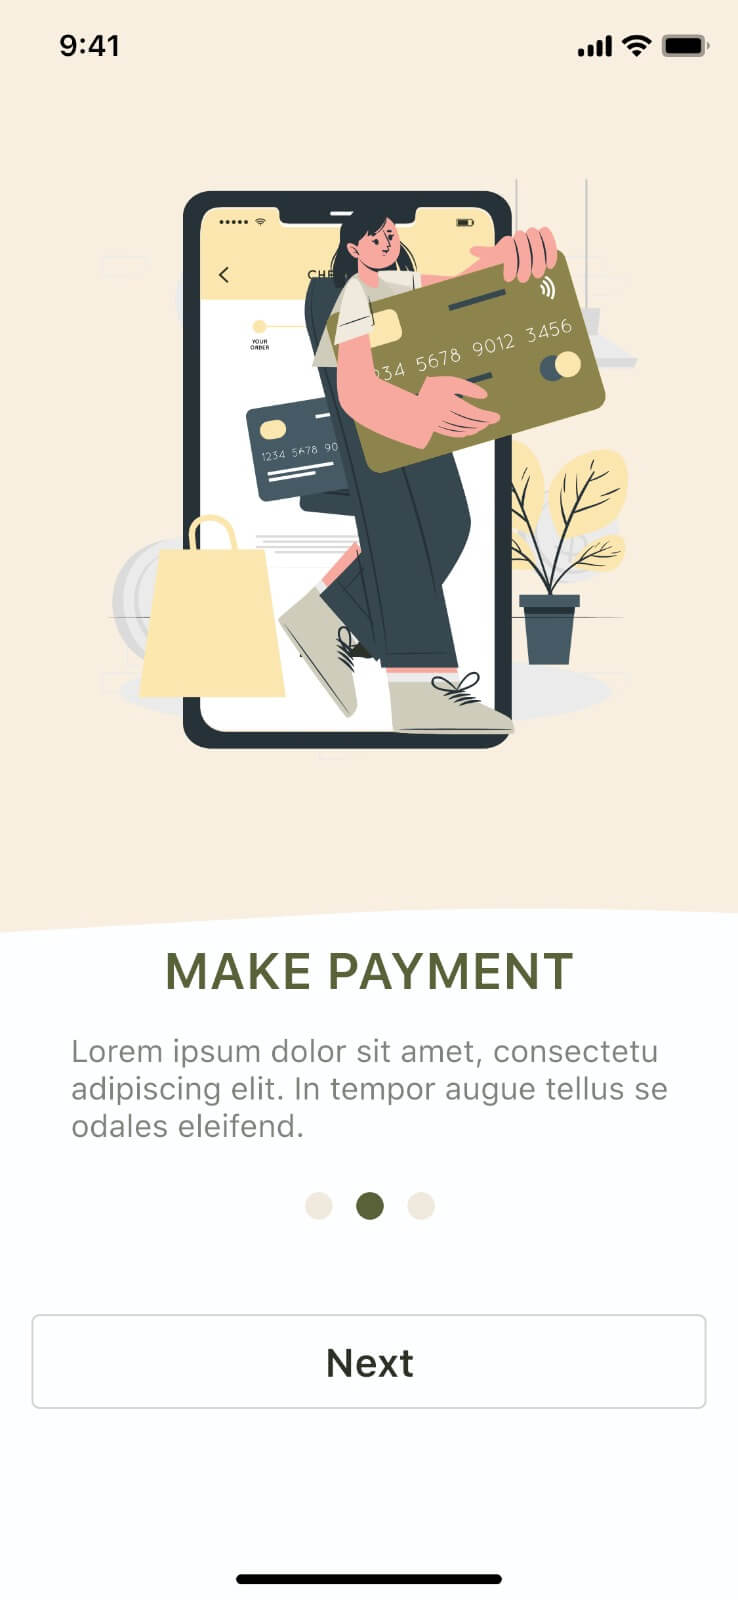 9:41
CHE
YOUR
ORDER
234 5678 9012 3456
1234 5678 90
MAKE PAYMENT
Lorem ipsum dolor sit amet, consectetu
adipiscing elit. In tempor augue tellus se
odales eleifend.
Next